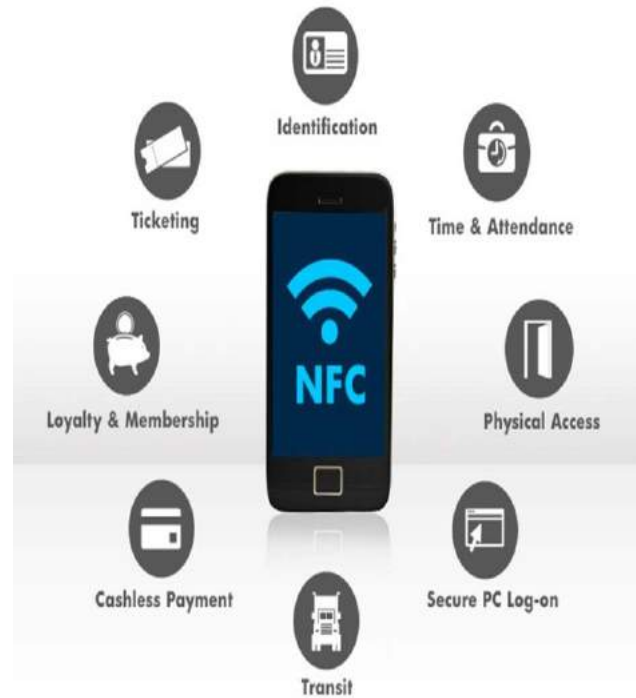 Identification
Ticketing
Time & Attendance
NFC
Loyalty & Membership
Physical Access
Cashless Payment
Secure PC Log-on
Transit